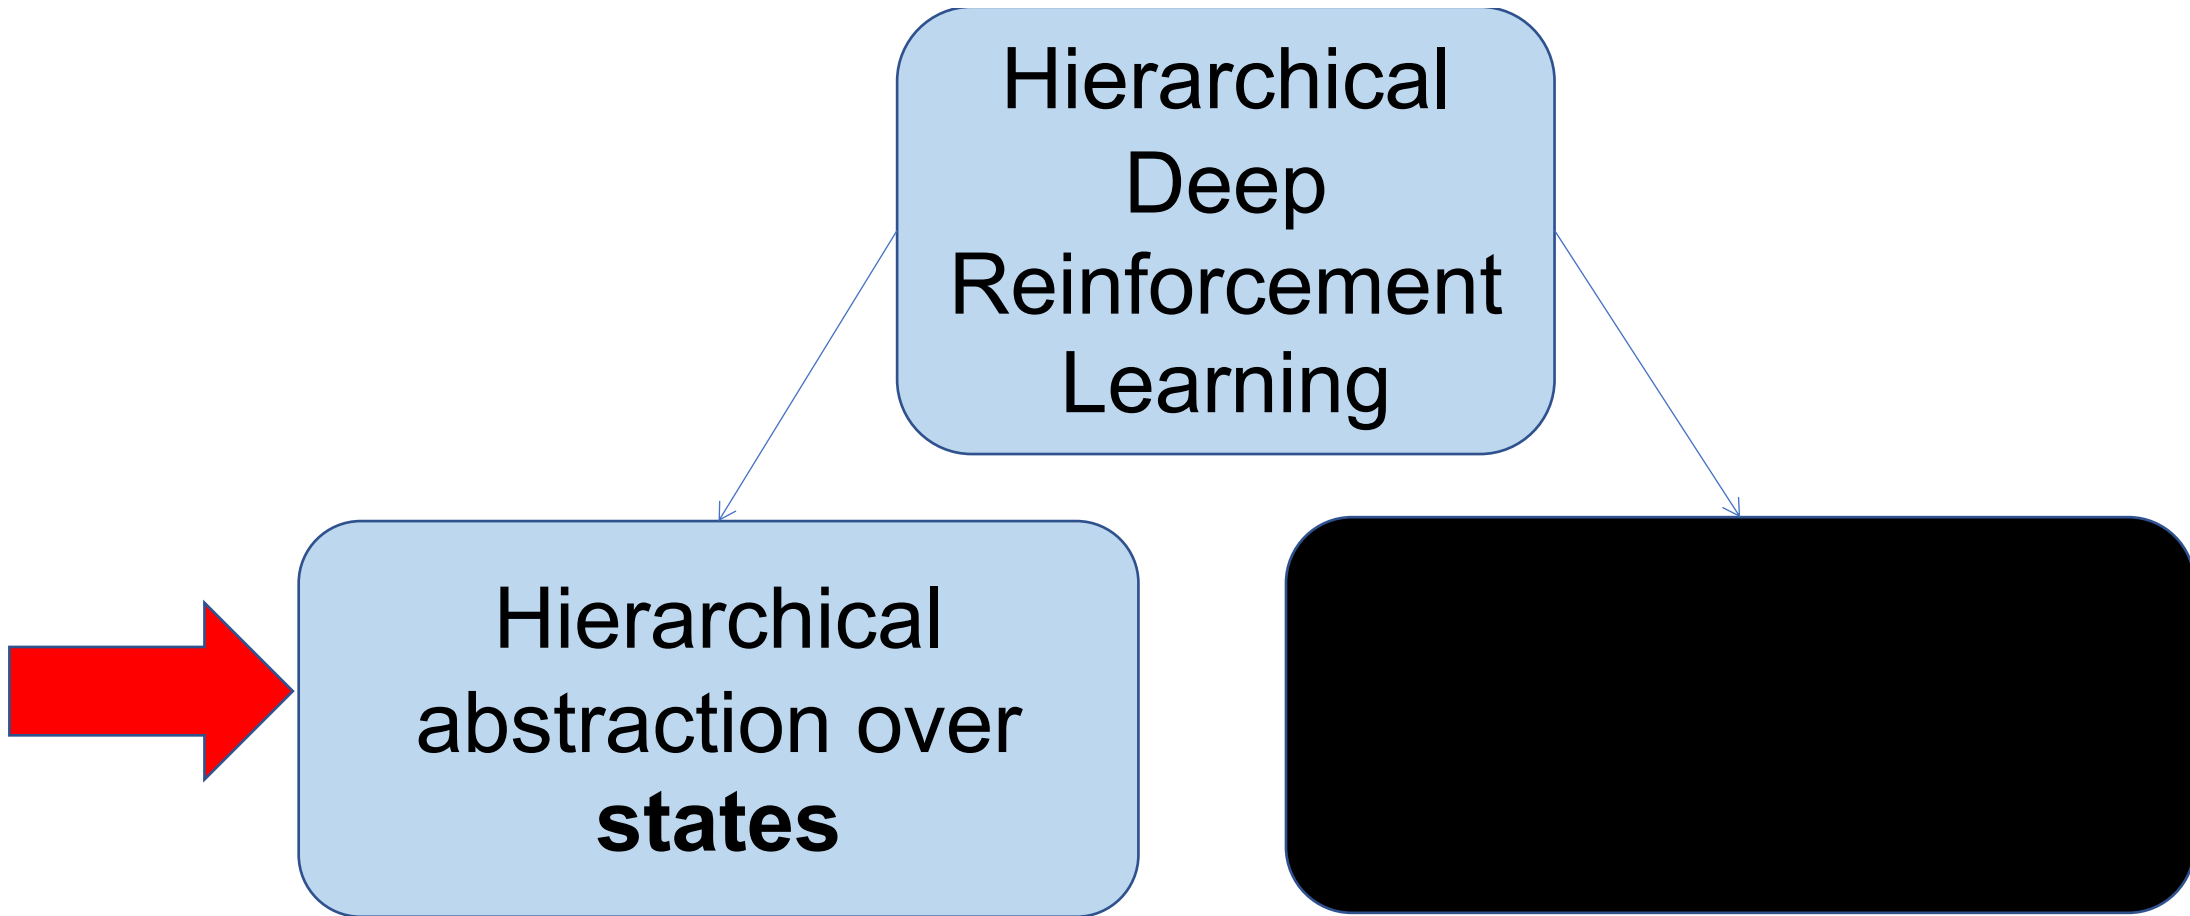 Hierarchical
Deep
Reinforcement
Learning
Hierarchical
abstraction over
states